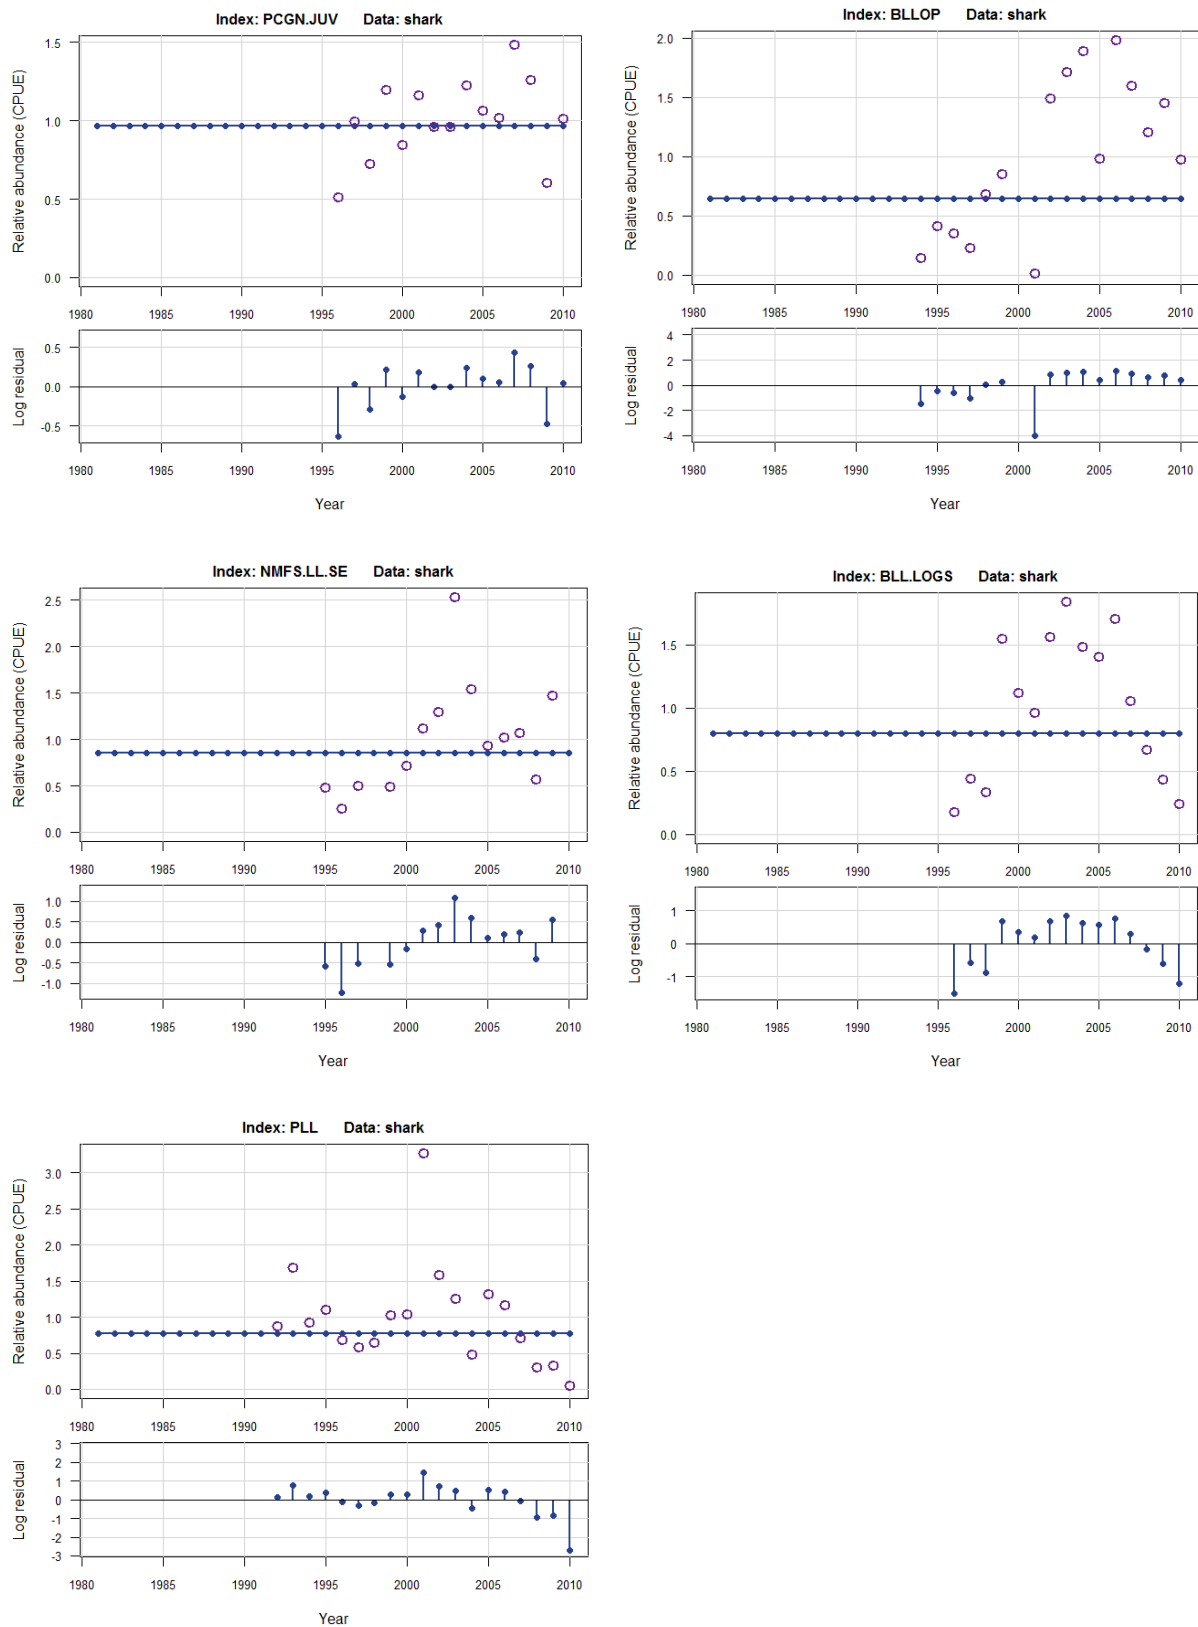 Index: PCGN.JUV Data: shark
Relative abundance (CPUE)
1.5
1.0
0.5
0.0
1980 1985 1990 1995 2000 2005 2010
Log residual
0.5
0.0
-0.5
1980 1985 1990 1995 2000 2005 2010
Year
Index: BLLOP Data: shark
Relative abundance (CPUE)
2.0
1.5
1.0
0.5
0.0
1980 1985 1990 1995 2000 2005 2010
Log residual
4
2
0
-2
-4
1980 1985 1990 1995 2000 2005 2010
Year
Index: NMFS.LL.SE Data: shark
Relative abundance (CPUE)
2.5
2.0
1.5
1.0
0.5
0.0
1980 1985 1990 1995 2000 2005 2010
Log residual
1.0
0.5
0.0
-0.5
-1.0
1980 1985 1990 1995 2000 2005 2010
Year
Index: BLL.LOGS Data: shark
Relative abundance (CPUE)
1.5
1.0
0.5
0.0
1980 1985 1990 1995 2000 2005 2010
Log residual
1
0
-1
1980 1985 1990 1995 2000 2005 2010
Year
Index: PLL Data: shark
Relative abundance (CPUE)
3.0
2.5
2.0
1.5
1.0
0.5
0.0
1980 1985 1990 1995 2000 2005 2010
Log residual
3
2
1
0
-1
-2
-3
1980 1985 1990 1995 2000 2005 2010
Year